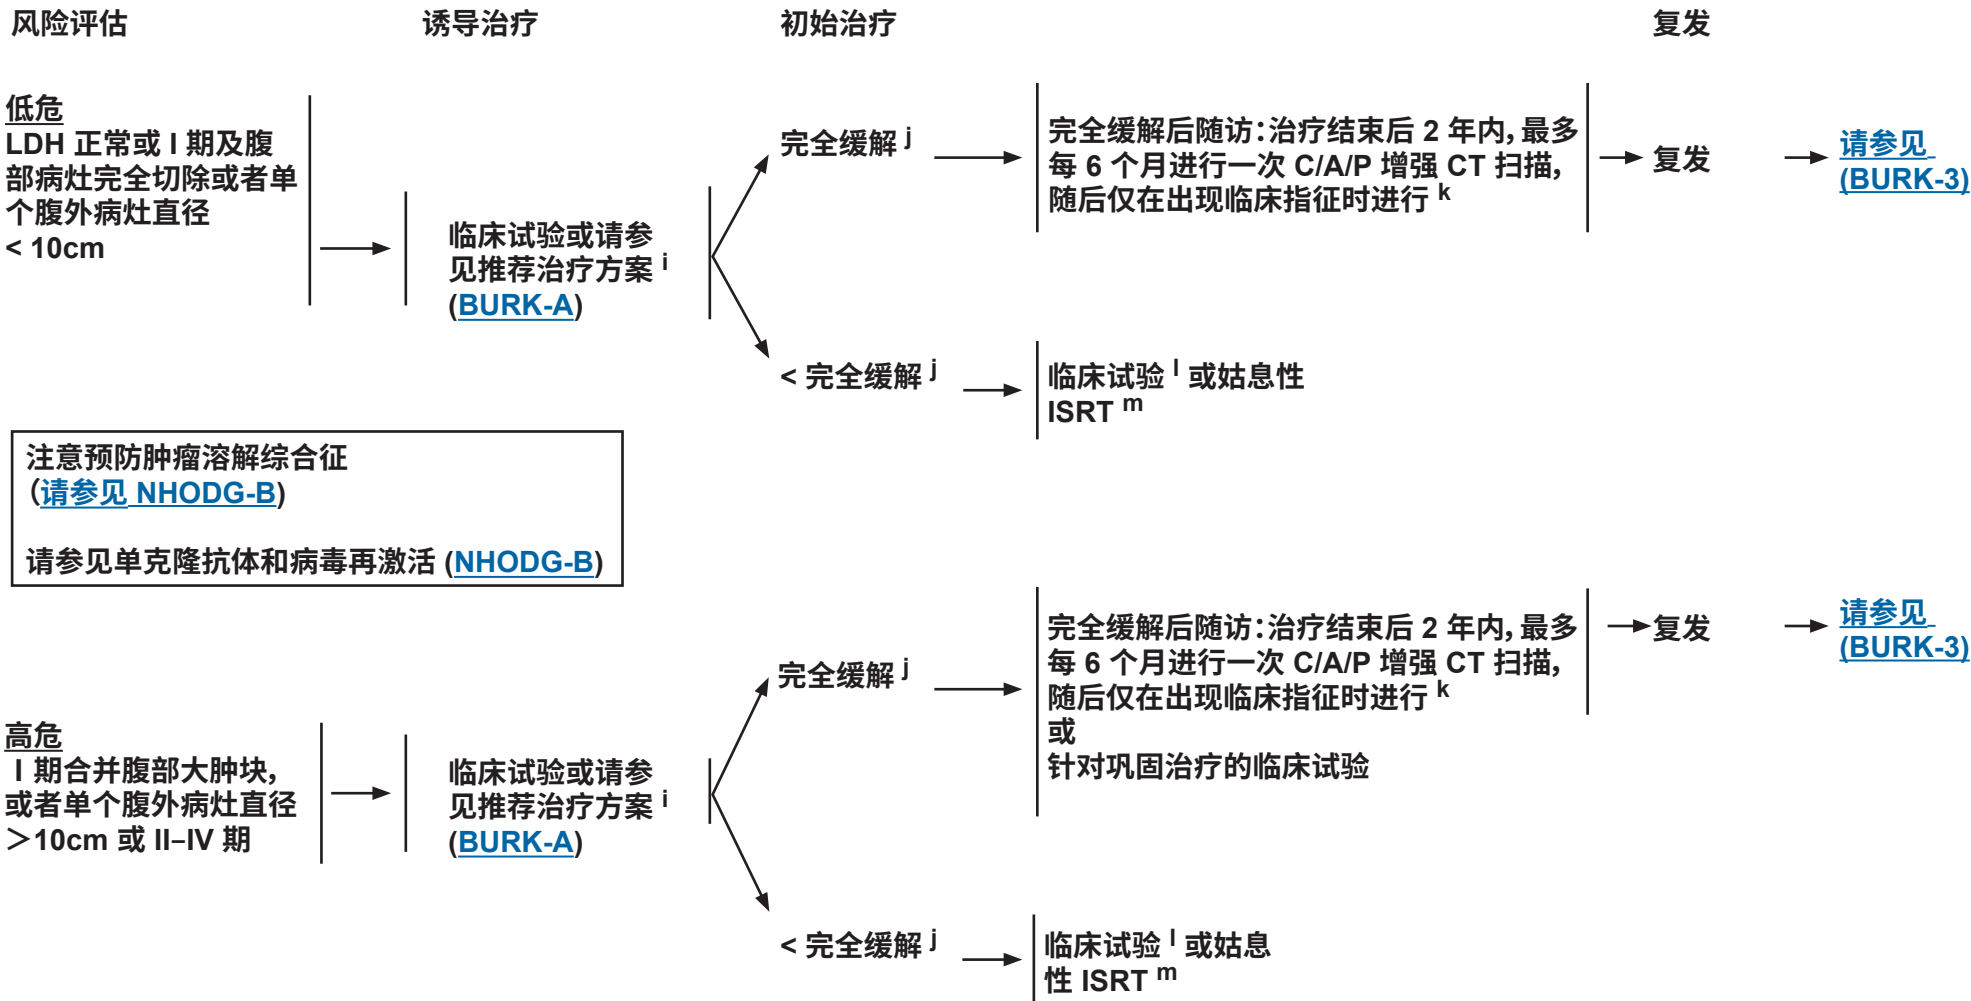 风险评估
诱导治疗
初始治疗
复发
低危
LDH 正常或 I 期及腹
部病灶完全切除或者单
个腹外病灶直径
< 10cm
临床试验或请参
见推荐治疗方案 i
(BURK-A)
完全缓解 j
完全缓解后随访：治疗结束后 2 年内，最多
每 6 个月进行一次 C/A/P 增强 CT 扫描，
随后仅在出现临床指征时进行 k
复发
请参见
(BURK-3)
< 完全缓解 j
临床试验 l 或姑息性
ISRT m
注意预防肿瘤溶解综合征
（请参见 NHODG-B)
请参见单克隆抗体和病毒再激活 (NHODG-B)
高危
I 期合并腹部大肿块，
或者单个腹外病灶直径
＞10cm 或 II–IV 期
临床试验或请参
见推荐治疗方案 i
(BURK-A)
完全缓解 j
完全缓解后随访：治疗结束后 2 年内，最多
每 6 个月进行一次 C/A/P 增强 CT 扫描，
随后仅在出现临床指征时进行 k
或
针对巩固治疗的临床试验
复发
请参见
(BURK-3)
< 完全缓解 j
临床试验 l 或姑息
性 ISRT m